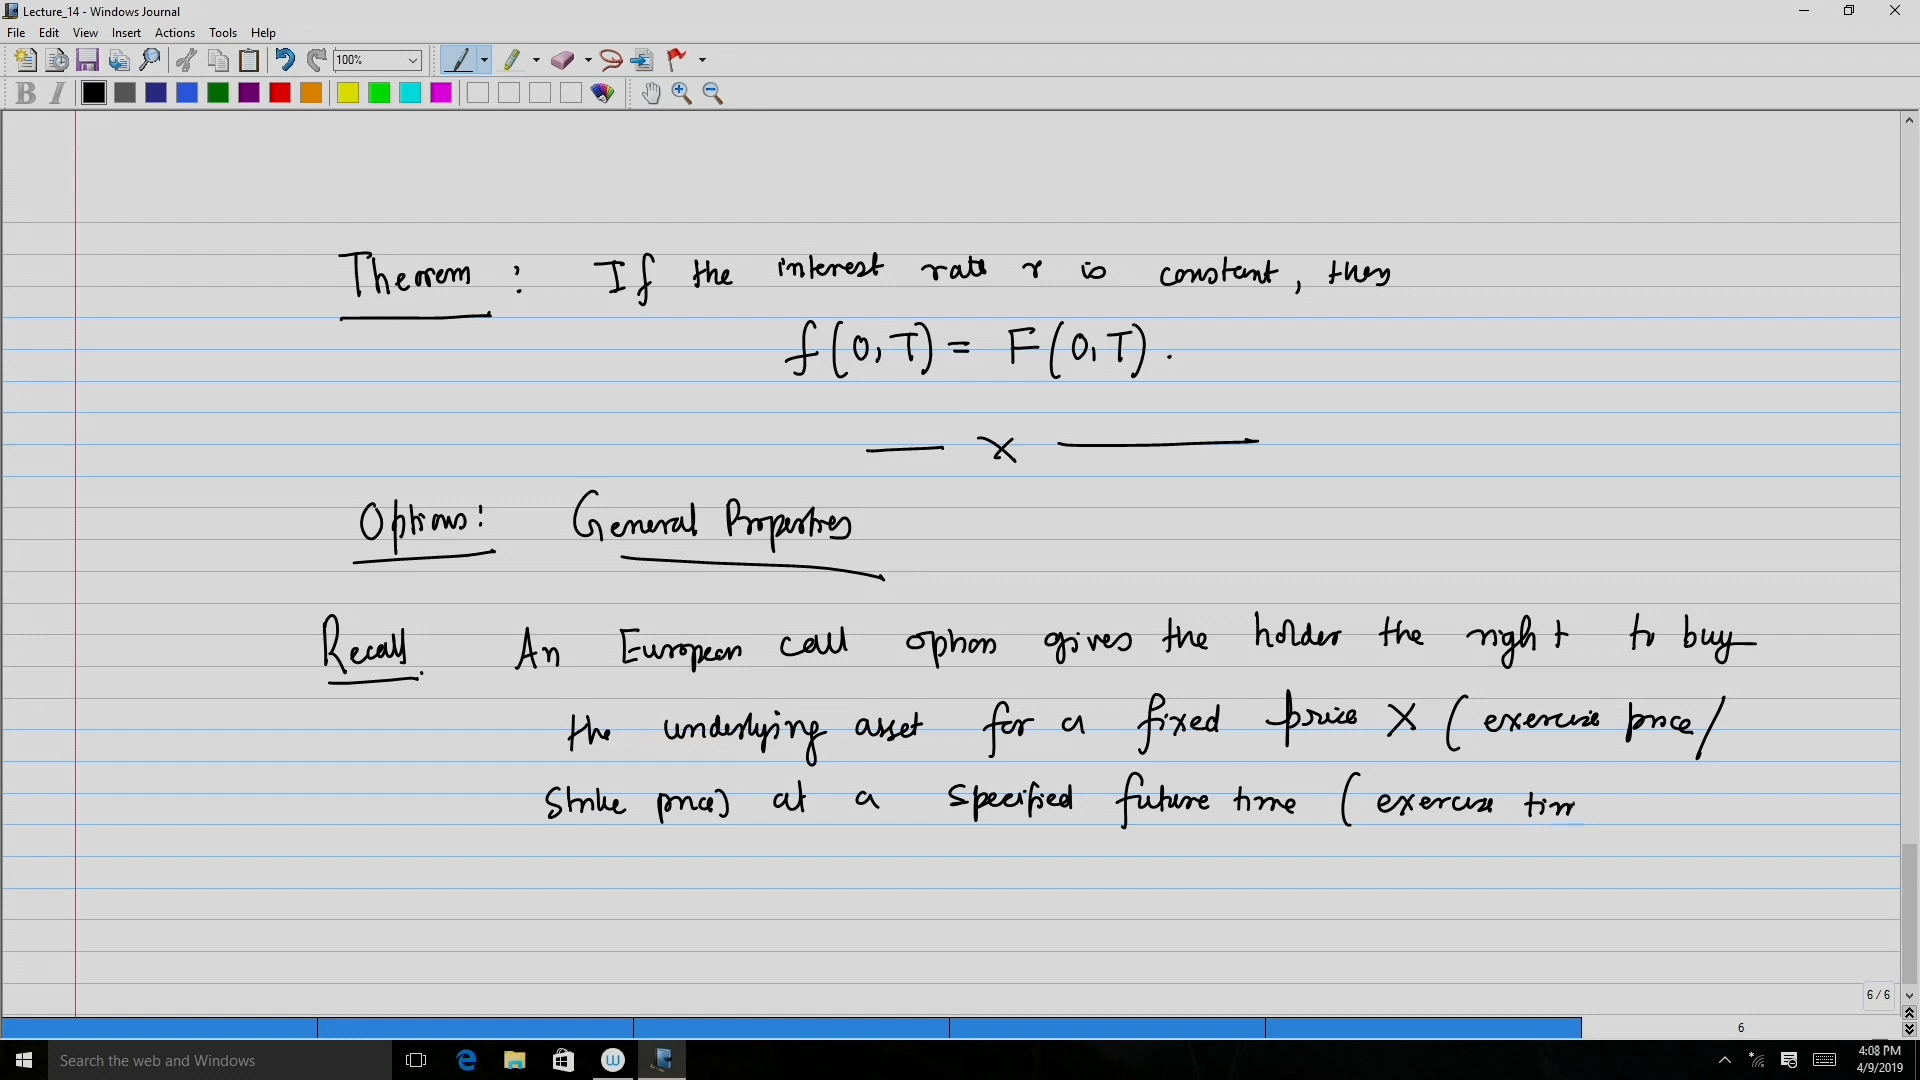 Lecture_14 - Windows Journal
File Edit View Insert Actions Tools Help
100%
B I
Theorem : If the interest rate r is constant, then
f(0,T) = F(0,T).
— X —
Options: General Properties
Recall. An European call option gives the holder the right to buy
the underlying asset for a fixed price X (exercise price/
strike price) at a specified future time (exercise tim
6 / 6
6
Search the web and Windows
4:08 PM
4/9/2019